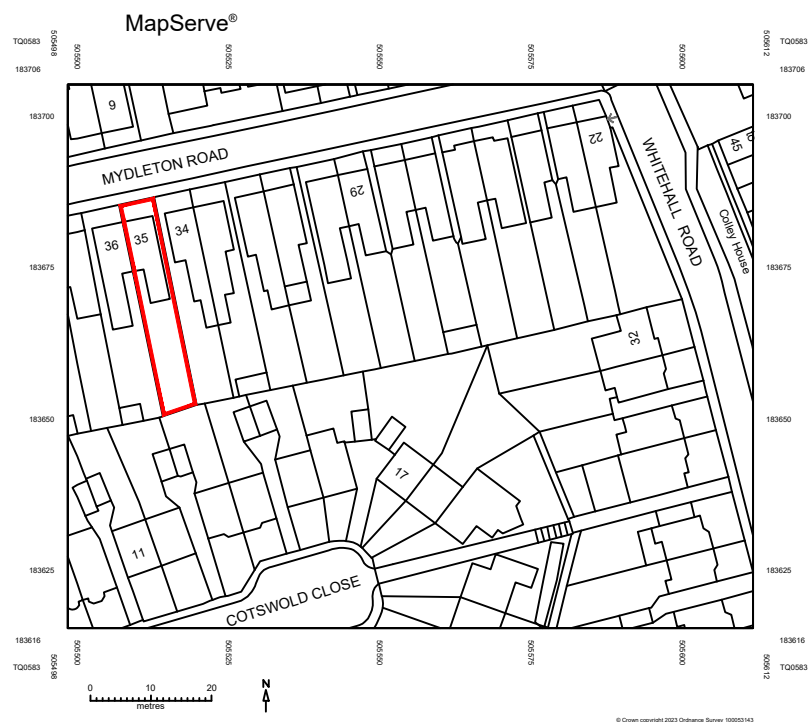 MapServe®
TQ0583
505498
505500
505525
505550
505575
505600
505612
TQ0583
183706
183706
183700
183700
9
22
45
MYDLETON ROAD
WHITEHALL ROAD
29
36
35
34
Colley House
183675
183675
32
183650
183650
17
11
183625
183625
COTSWOLD CLOSE
183616
183616
TQ0583
505498
505500
505525
505550
505575
505600
505612
TQ0583
0 10 20
metres
N
© Crown copyright 2023 Ordnance Survey 100053143